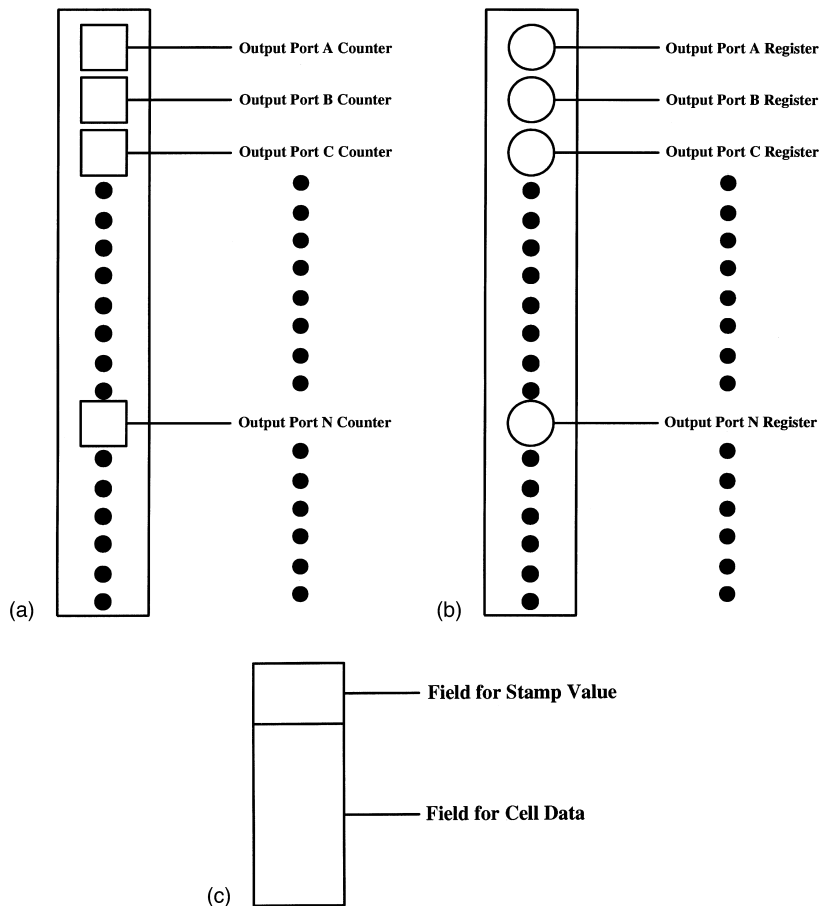 Output Port A Counter
Output Port B Counter
Output Port C Counter
Output Port N Counter
(a)
Output Port A Register
Output Port B Register
Output Port C Register
Output Port N Register
(b)
Field for Stamp Value
Field for Cell Data
(c)